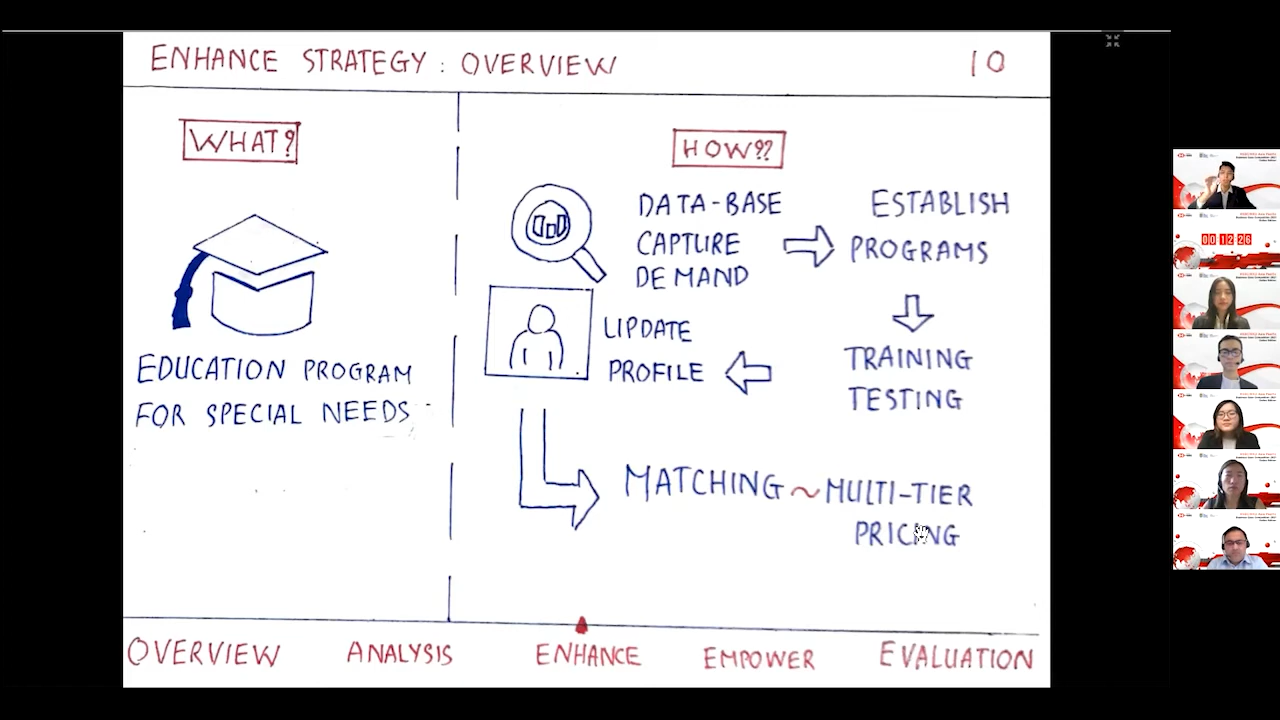 ENHANCE STRATEGY : OVERVIEW
10
WHAT?
EDUCATION PROGRAM
FOR SPECIAL NEEDS
HOW??
DATA-BASE
CAPTURE
DEMAND
ESTABLISH
PROGRAMS
TRAINING
TESTING
UPDATE
PROFILE
MATCHING ~ MULTI-TIER
PRICING
OVERVIEW ANALYSIS ENHANCE EMPOWER EVALUATION
00 12 26